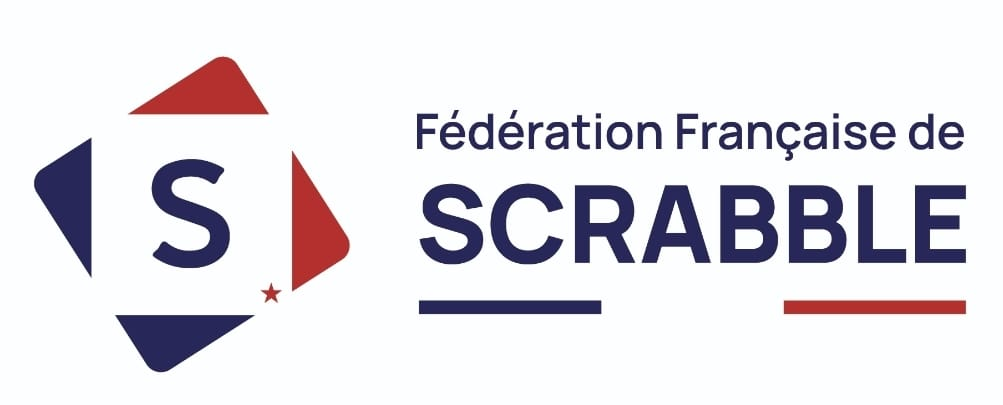 S
Fédération Française de
SCRABBLE